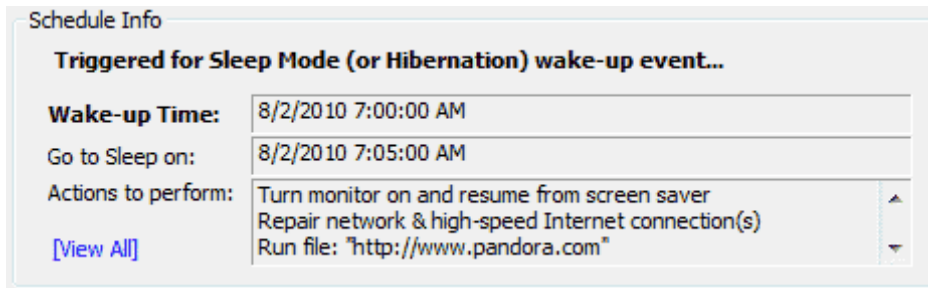 Schedule Info
Triggered for Sleep Mode (or Hibernation) wake-up event...
Wake-up Time: 8/2/2010 7:00:00 AM
Go to Sleep on: 8/2/2010 7:05:00 AM
Actions to perform: Turn monitor on and resume from screen saver
Repair network & high-speed Internet connection(s)
[View All] Run file: "http://www.pandora.com"